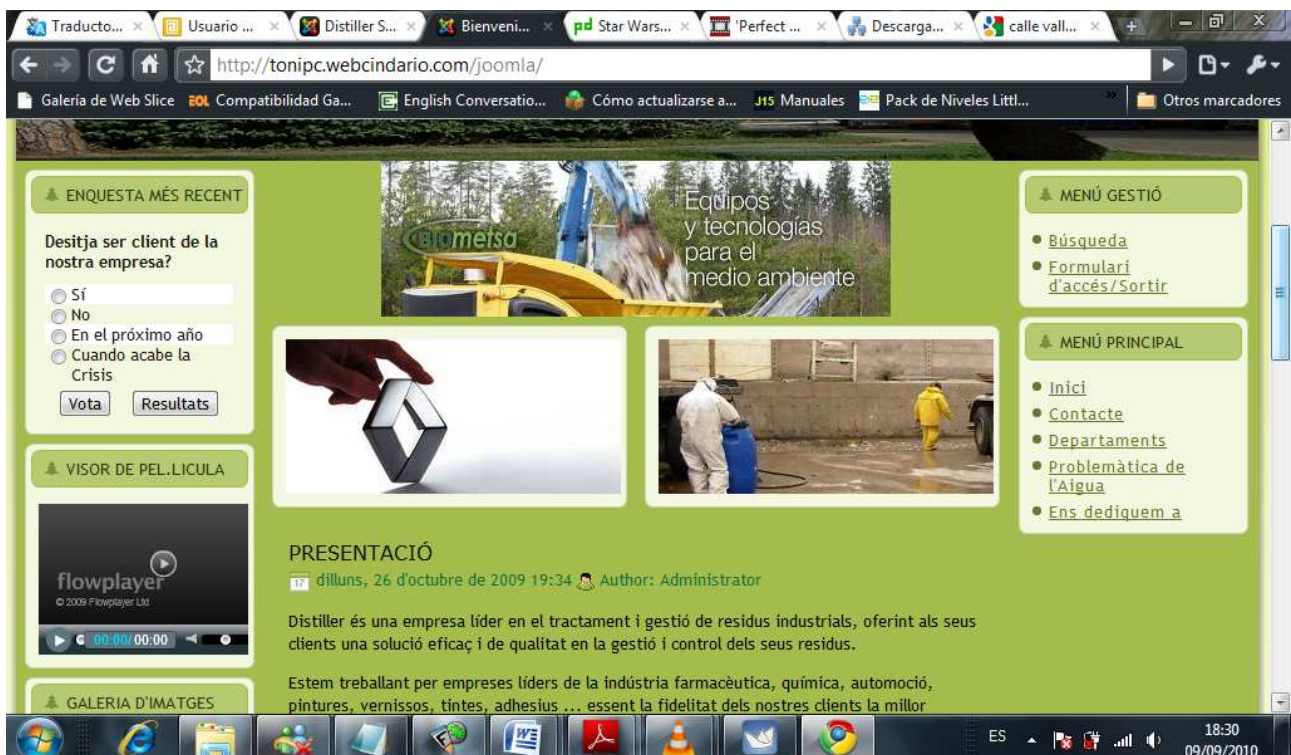 Traducto...
Usuario ...
Distiller S...
Bienveni...
pd Star Wars...
'Perfect ...
Descarga...
calle vall...
http://tonipc.webcindario.com/joomla/
Galería de Web Slice
EOL Compatibilidad Ga...
English Conversatio...
Cómo actualizarse a...
J15 Manuales
Pack de Niveles Littl...
Otros marcadores
ENQUESTA MÉS RECENT
Desitja ser client de la
nostra empresa?
Sí
No
En el próximo año
Cuando acabe la
Crisis
Vota Resultats
VISOR DE PEL.LICULA
flowplayer
© 2009 Flowplayer Ltd
00:00/00:00
GALERIA D'IMATGES
Biometsa
Equipos
y tecnologías
para el
medio ambiente
PRESENTACIÓ
17 dilluns, 26 d'octubre de 2009 19:34 Author: Administrator
Distiller és una empresa líder en el tractament i gestió de residus industrials, oferint als seus
clients una solució eficaç i de qualitat en la gestió i control dels seus residus.
Estem treballant per empreses líders de la indústria farmacèutica, química, automoció,
pintures, vernissos, tintes, adhesius ... essent la fidelitat dels nostres clients la millor
MENÚ GESTIÓ
Búsqueda
Formulari
d'accés/Sortir
MENÚ PRINCIPAL
Inici
Contacte
Departaments
Problemàtica de
l'Aigua
Ens dediquem a
ES
18:30
09/09/2010